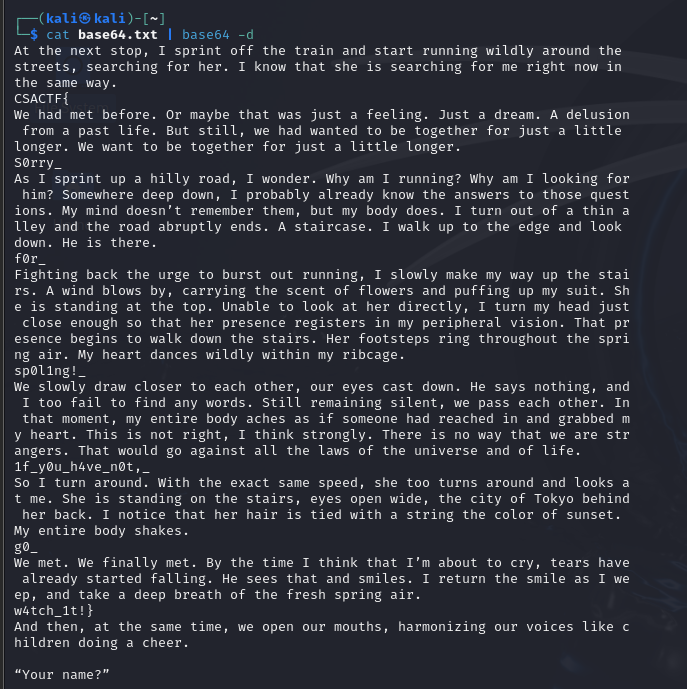 ┌──(kali㉿kali)-[~]
└─$ cat base64.txt | base64 -d
At the next stop, I sprint off the train and start running wildly around the
streets, searching for her. I know that she is searching for me right now in
the same way.
CSACTF{
We had met before. Or maybe that was just a feeling. Just a dream. A delusion
 from a past life. But still, we had wanted to be together for just a little
longer. We want to be together for just a little longer.
S0rry_
As I sprint up a hilly road, I wonder. Why am I running? Why am I looking for
 him? Somewhere deep down, I probably already know the answers to those quest
ions. My mind doesn’t remember them, but my body does. I turn out of a thin a
lley and the road abruptly ends. A staircase. I walk up to the edge and look
down. He is there.
f0r_
Fighting back the urge to burst out running, I slowly make my way up the stai
rs. A wind blows by, carrying the scent of flowers and puffing up my suit. Sh
e is standing at the top. Unable to look at her directly, I turn my head just
 close enough so that her presence registers in my peripheral vision. That pr
esence begins to walk down the stairs. Her footsteps ring throughout the spri
ng air. My heart dances wildly within my ribcage.
sp0l1ng!_
We slowly draw closer to each other, our eyes cast down. He says nothing, and
 I too fail to find any words. Still remaining silent, we pass each other. In
 that moment, my entire body aches as if someone had reached in and grabbed m
y heart. This is not right, I think strongly. There is no way that we are str
angers. That would go against all the laws of the universe and of life.
1f_y0u_h4ve_n0t,_
So I turn around. With the exact same speed, she too turns around and looks a
t me. She is standing on the stairs, eyes open wide, the city of Tokyo behind
 her back. I notice that her hair is tied with a string the color of sunset.
My entire body shakes.
g0_
We met. We finally met. By the time I think that I’m about to cry, tears have
 already started falling. He sees that and smiles. I return the smile as I we
ep, and take a deep breath of the fresh spring air.
w4tch_1t!}
And then, at the same time, we open our mouths, harmonizing our voices like c
hildren doing a cheer.
“Your name?”